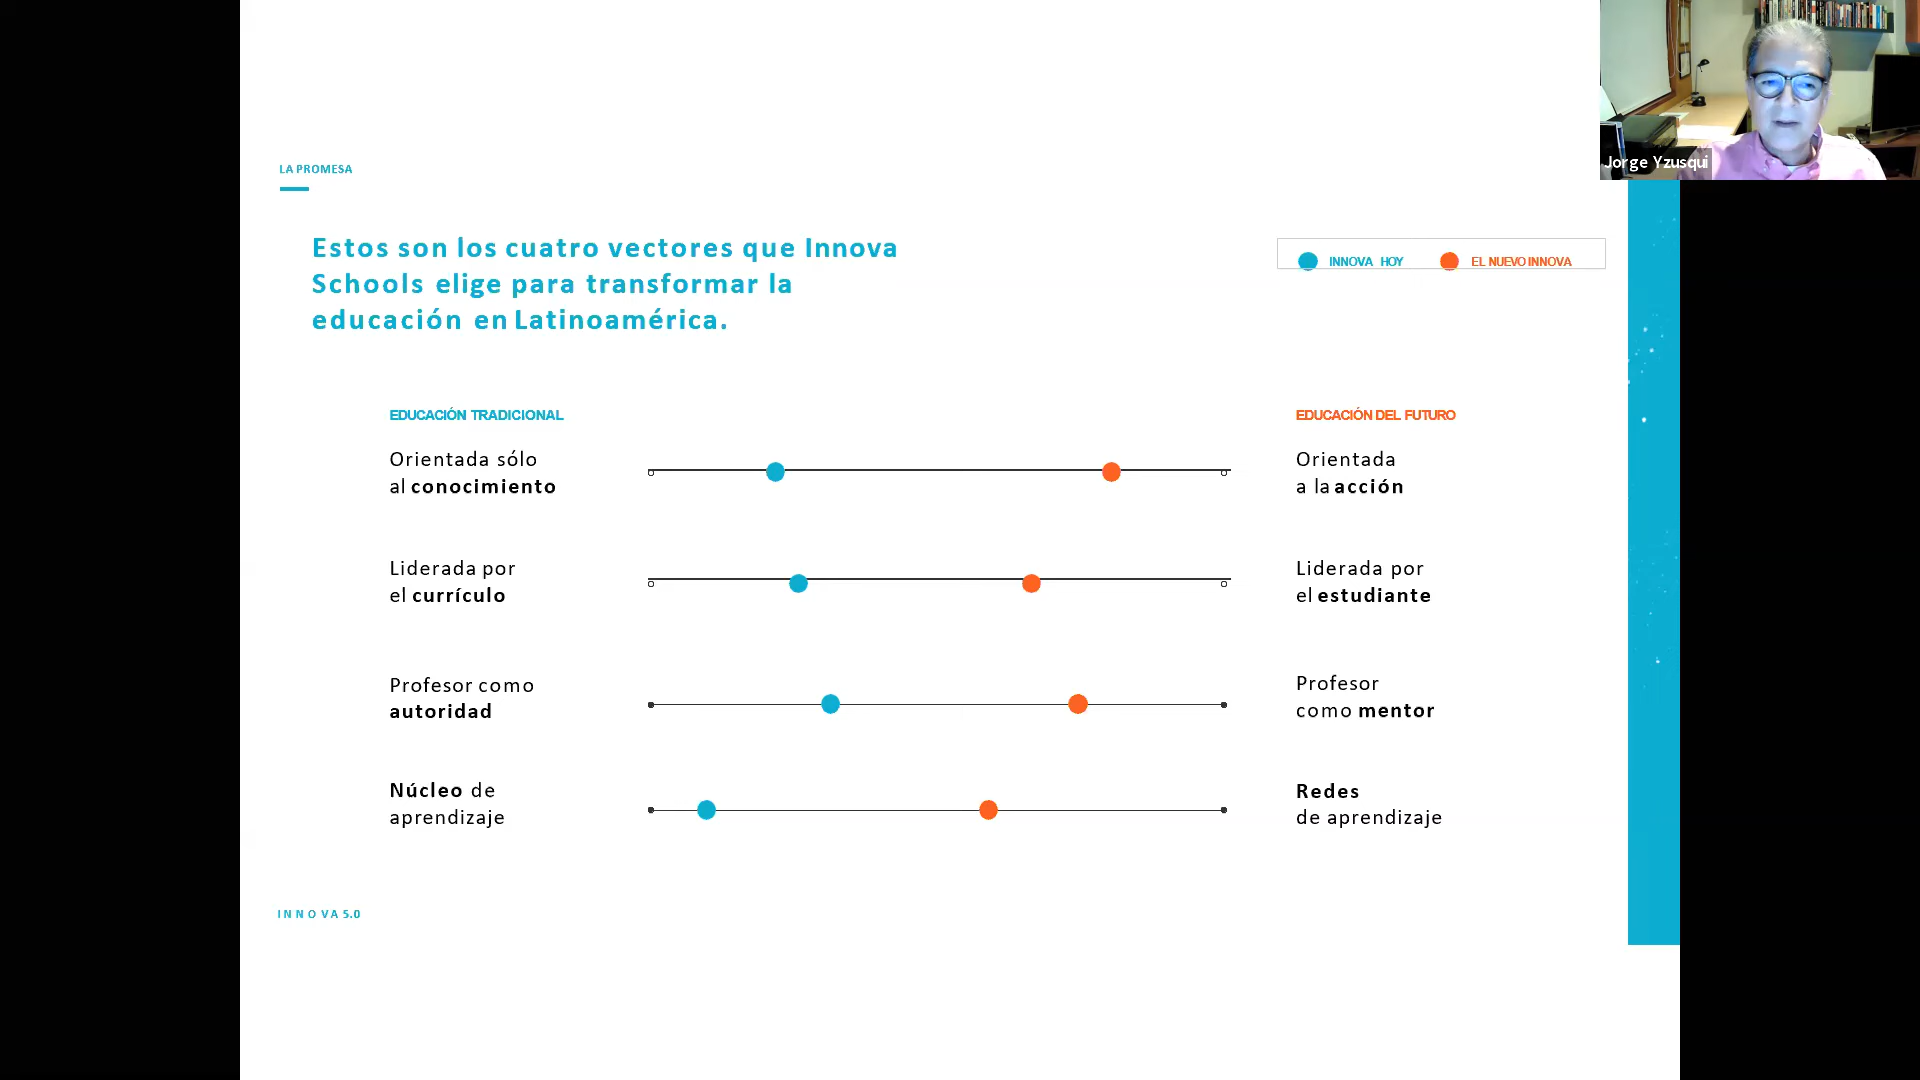 Jorge Yzusqui
LA PROMESA
Estos son los cuatro vectores que Innova
Schools elige para transformar la
educación en Latinoamérica.
INNOVA HOY
EL NUEVO INNOVA
EDUCACIÓN TRADICIONAL
EDUCACIÓN DEL FUTURO
Orientada sólo
al conocimiento
Orientada
a la acción
Liderada por
el currículo
Liderada por
el estudiante
Profesor como
autoridad
Profesor
como mentor
Núcleo de
aprendizaje
Redes
de aprendizaje
INNOVA 5.0